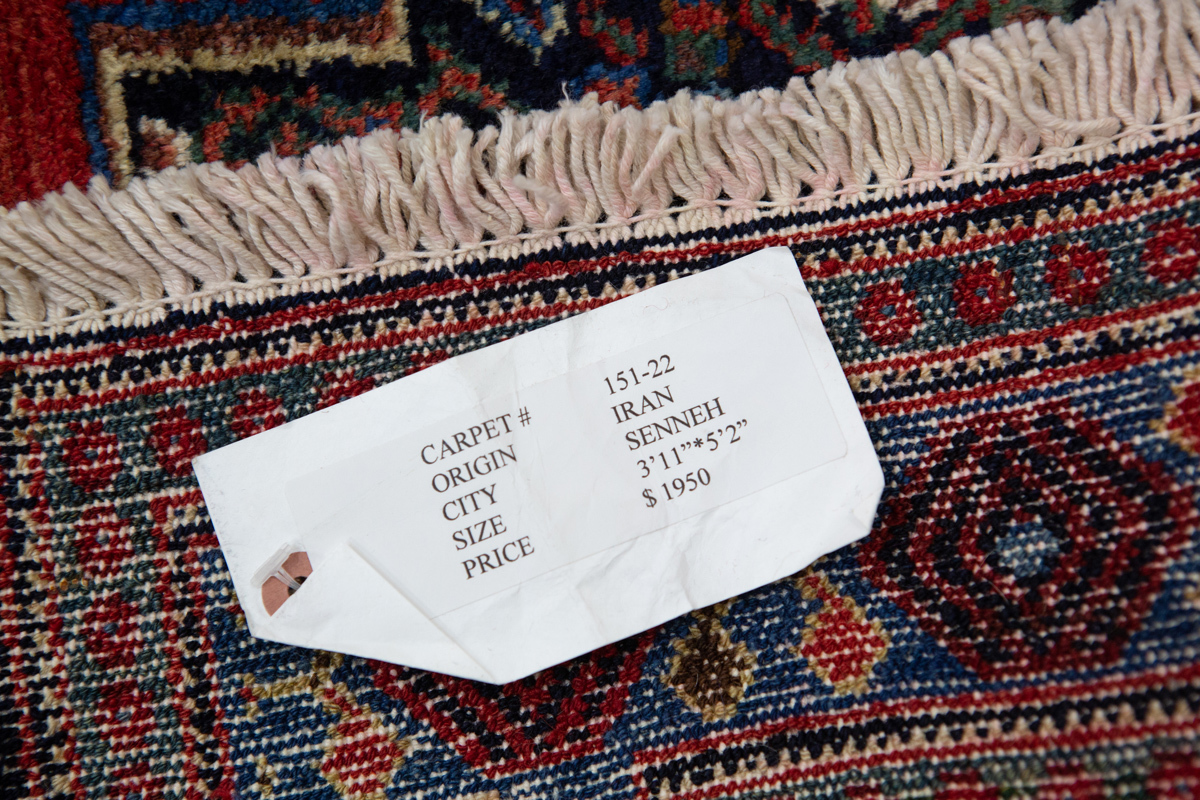 CARPET # 151-22
ORIGIN IRAN
CITY SENNEH
SIZE 3’11”*5’2”
PRICE $ 1950